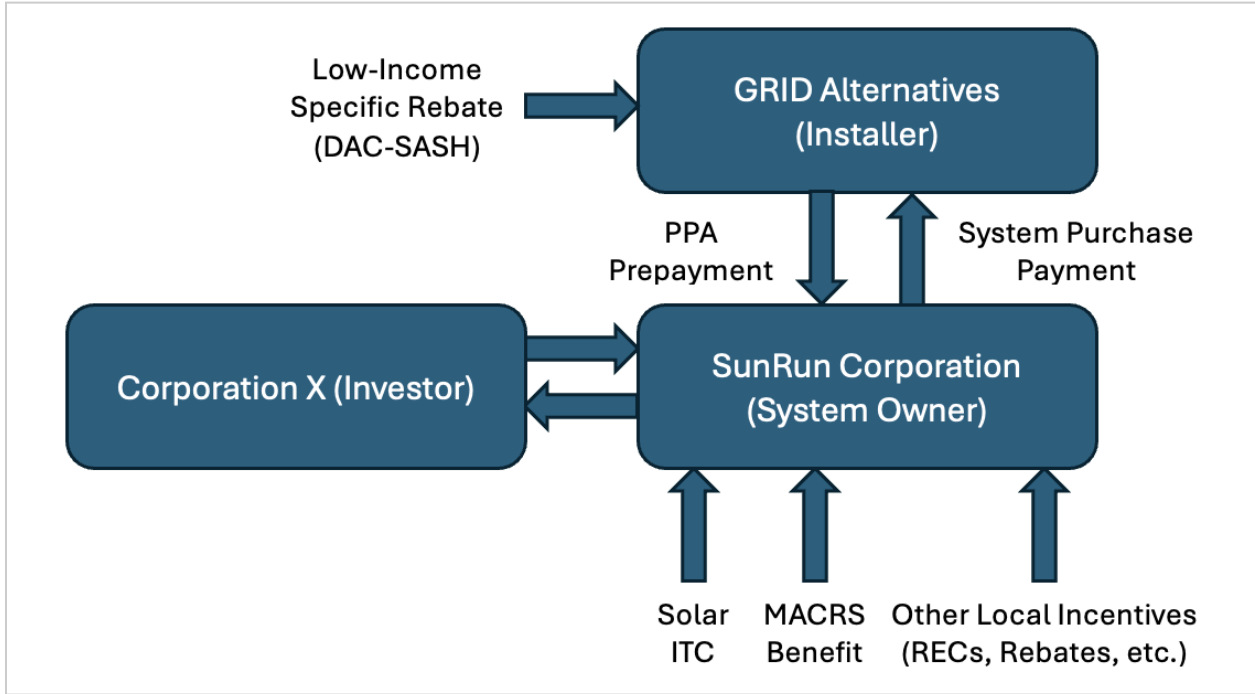 Low-Income
Specific Rebate
(DAC-SASH)
GRID Alternatives
(Installer)
PPA
Prepayment
System Purchase
Payment
Corporation X (Investor)
SunRun Corporation
(System Owner)
Solar
ITC
MACRS
Benefit
Other Local Incentives
(RECs, Rebates, etc.)